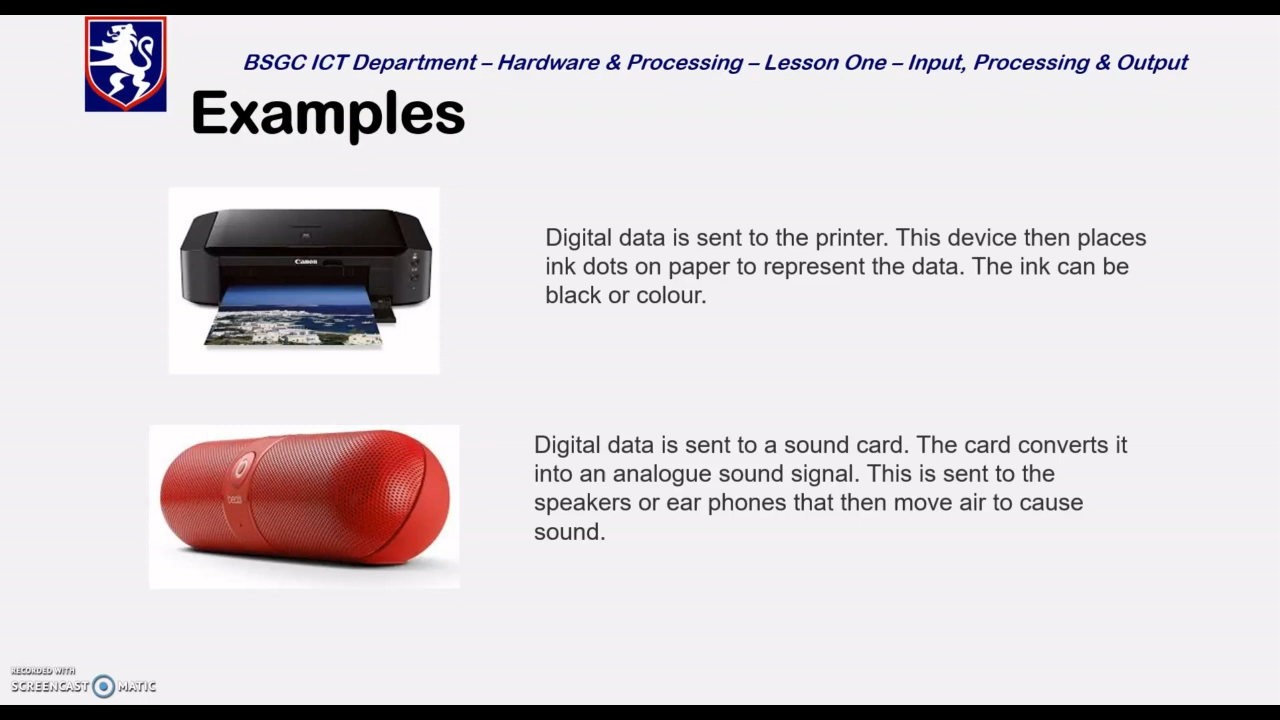 BSGC ICT Department – Hardware & Processing – Lesson One – Input, Processing & Output
Examples
Canon
Digital data is sent to the printer. This device then places
ink dots on paper to represent the data. The ink can be
black or colour.
beats
Digital data is sent to a sound card. The card converts it
into an analogue sound signal. This is sent to the
speakers or ear phones that then move air to cause
sound.
RECORDED WITH
SCREENCAST MATIC